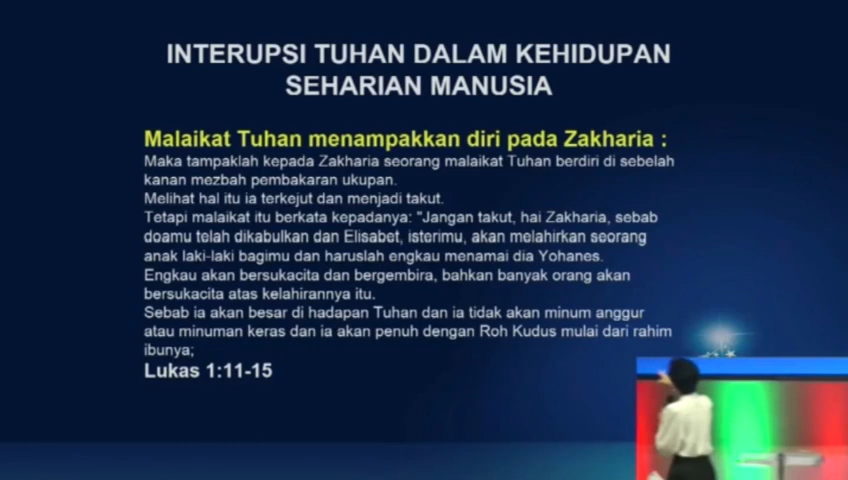 INTERUPSI TUHAN DALAM KEHIDUPAN
SEHARIAN MANUSIA
Malaikat Tuhan menampakkan diri pada Zakharia :
Maka tampaklah kepada Zakharia seorang malaikat Tuhan berdiri di sebelah
kanan mezbah pembakaran ukupan.
Melihat hal itu ia terkejut dan menjadi takut.
Tetapi malaikat itu berkata kepadanya: "Jangan takut, hai Zakharia, sebab
doamu telah dikabulkan dan Elisabet, isterimu, akan melahirkan seorang
anak laki-laki bagimu dan haruslah engkau menamai dia Yohanes.
Engkau akan bersukacita dan bergembira, bahkan banyak orang akan
bersukacita atas kelahirannya itu.
Sebab ia akan besar di hadapan Tuhan dan ia tidak akan minum anggur
atau minuman keras dan ia akan penuh dengan Roh Kudus mulai dari rahim
ibunya;
Lukas 1:11-15